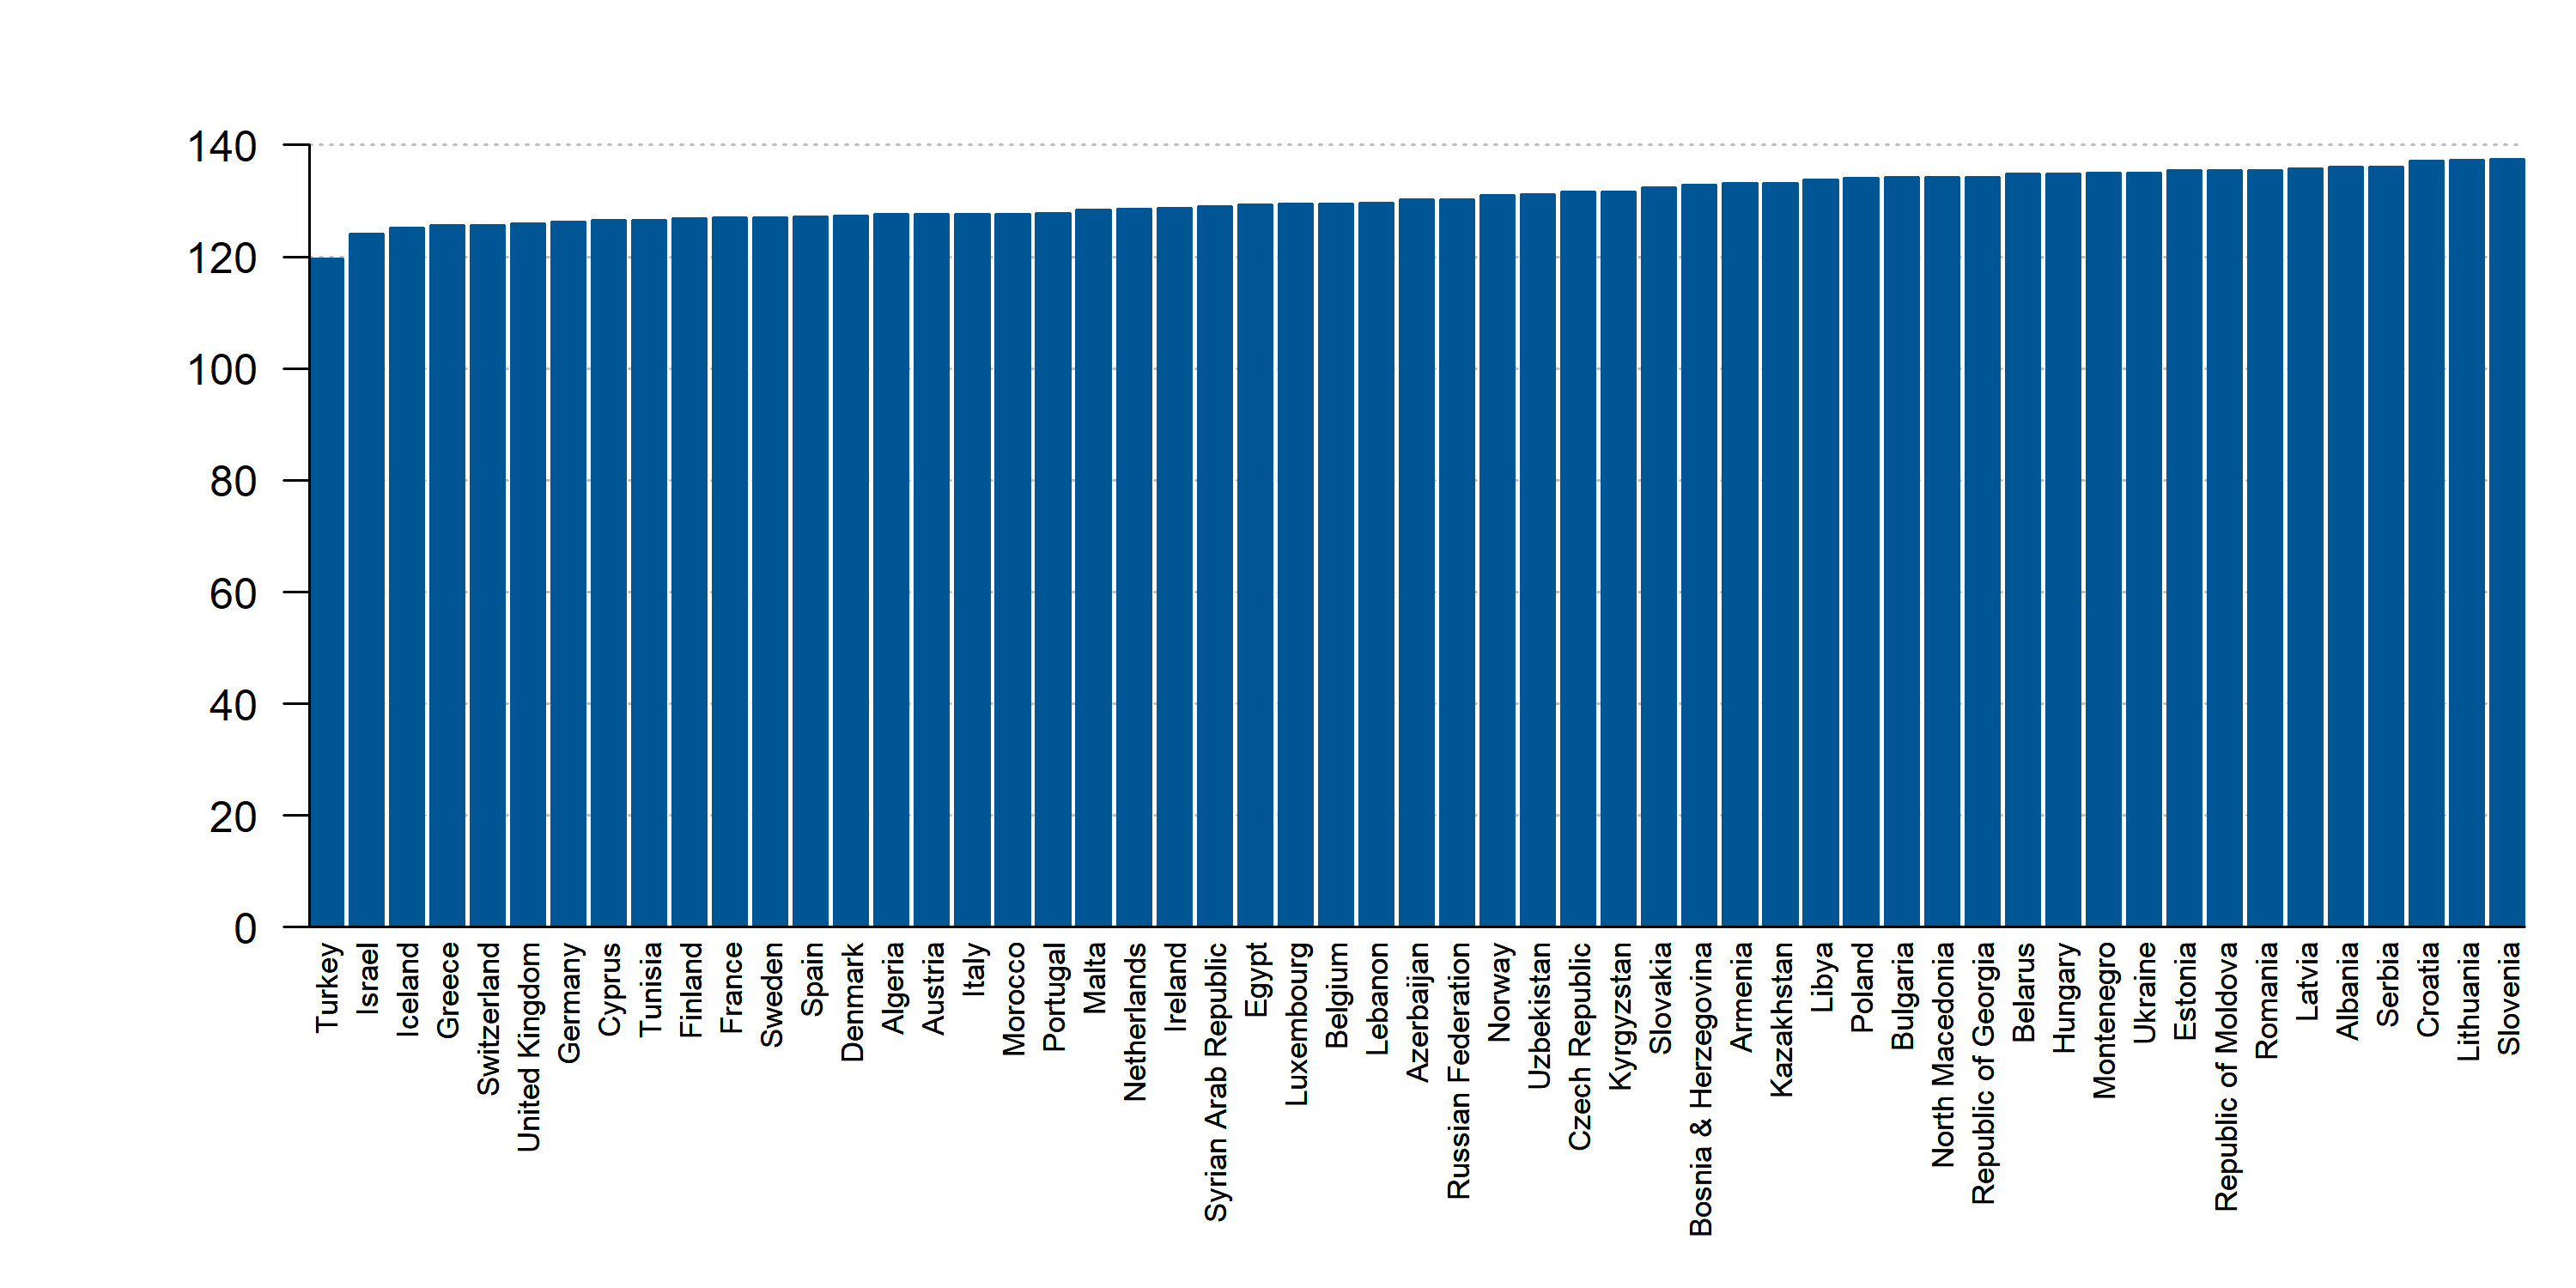 140
120
100
80
60
40
20
0
Turkey
Israel
Iceland
Greece
Switzerland
United Kingdom
Germany
Cyprus
Tunisia
Finland
France
Sweden
Spain
Denmark
Algeria
Austria
Italy
Morocco
Portugal
Malta
Netherlands
Ireland
Syrian Arab Republic
Egypt
Luxembourg
Belgium
Lebanon
Azerbaijan
Russian Federation
Norway
Uzbekistan
Czech Republic
Kyrgyzstan
Slovakia
Bosnia & Herzegovina
Armenia
Kazakhstan
Libya
Poland
Bulgaria
North Macedonia
Republic of Georgia
Belarus
Hungary
Montenegro
Ukraine
Estonia
Republic of Moldova
Romania
Latvia
Albania
Serbia
Croatia
Lithuania
Slovenia